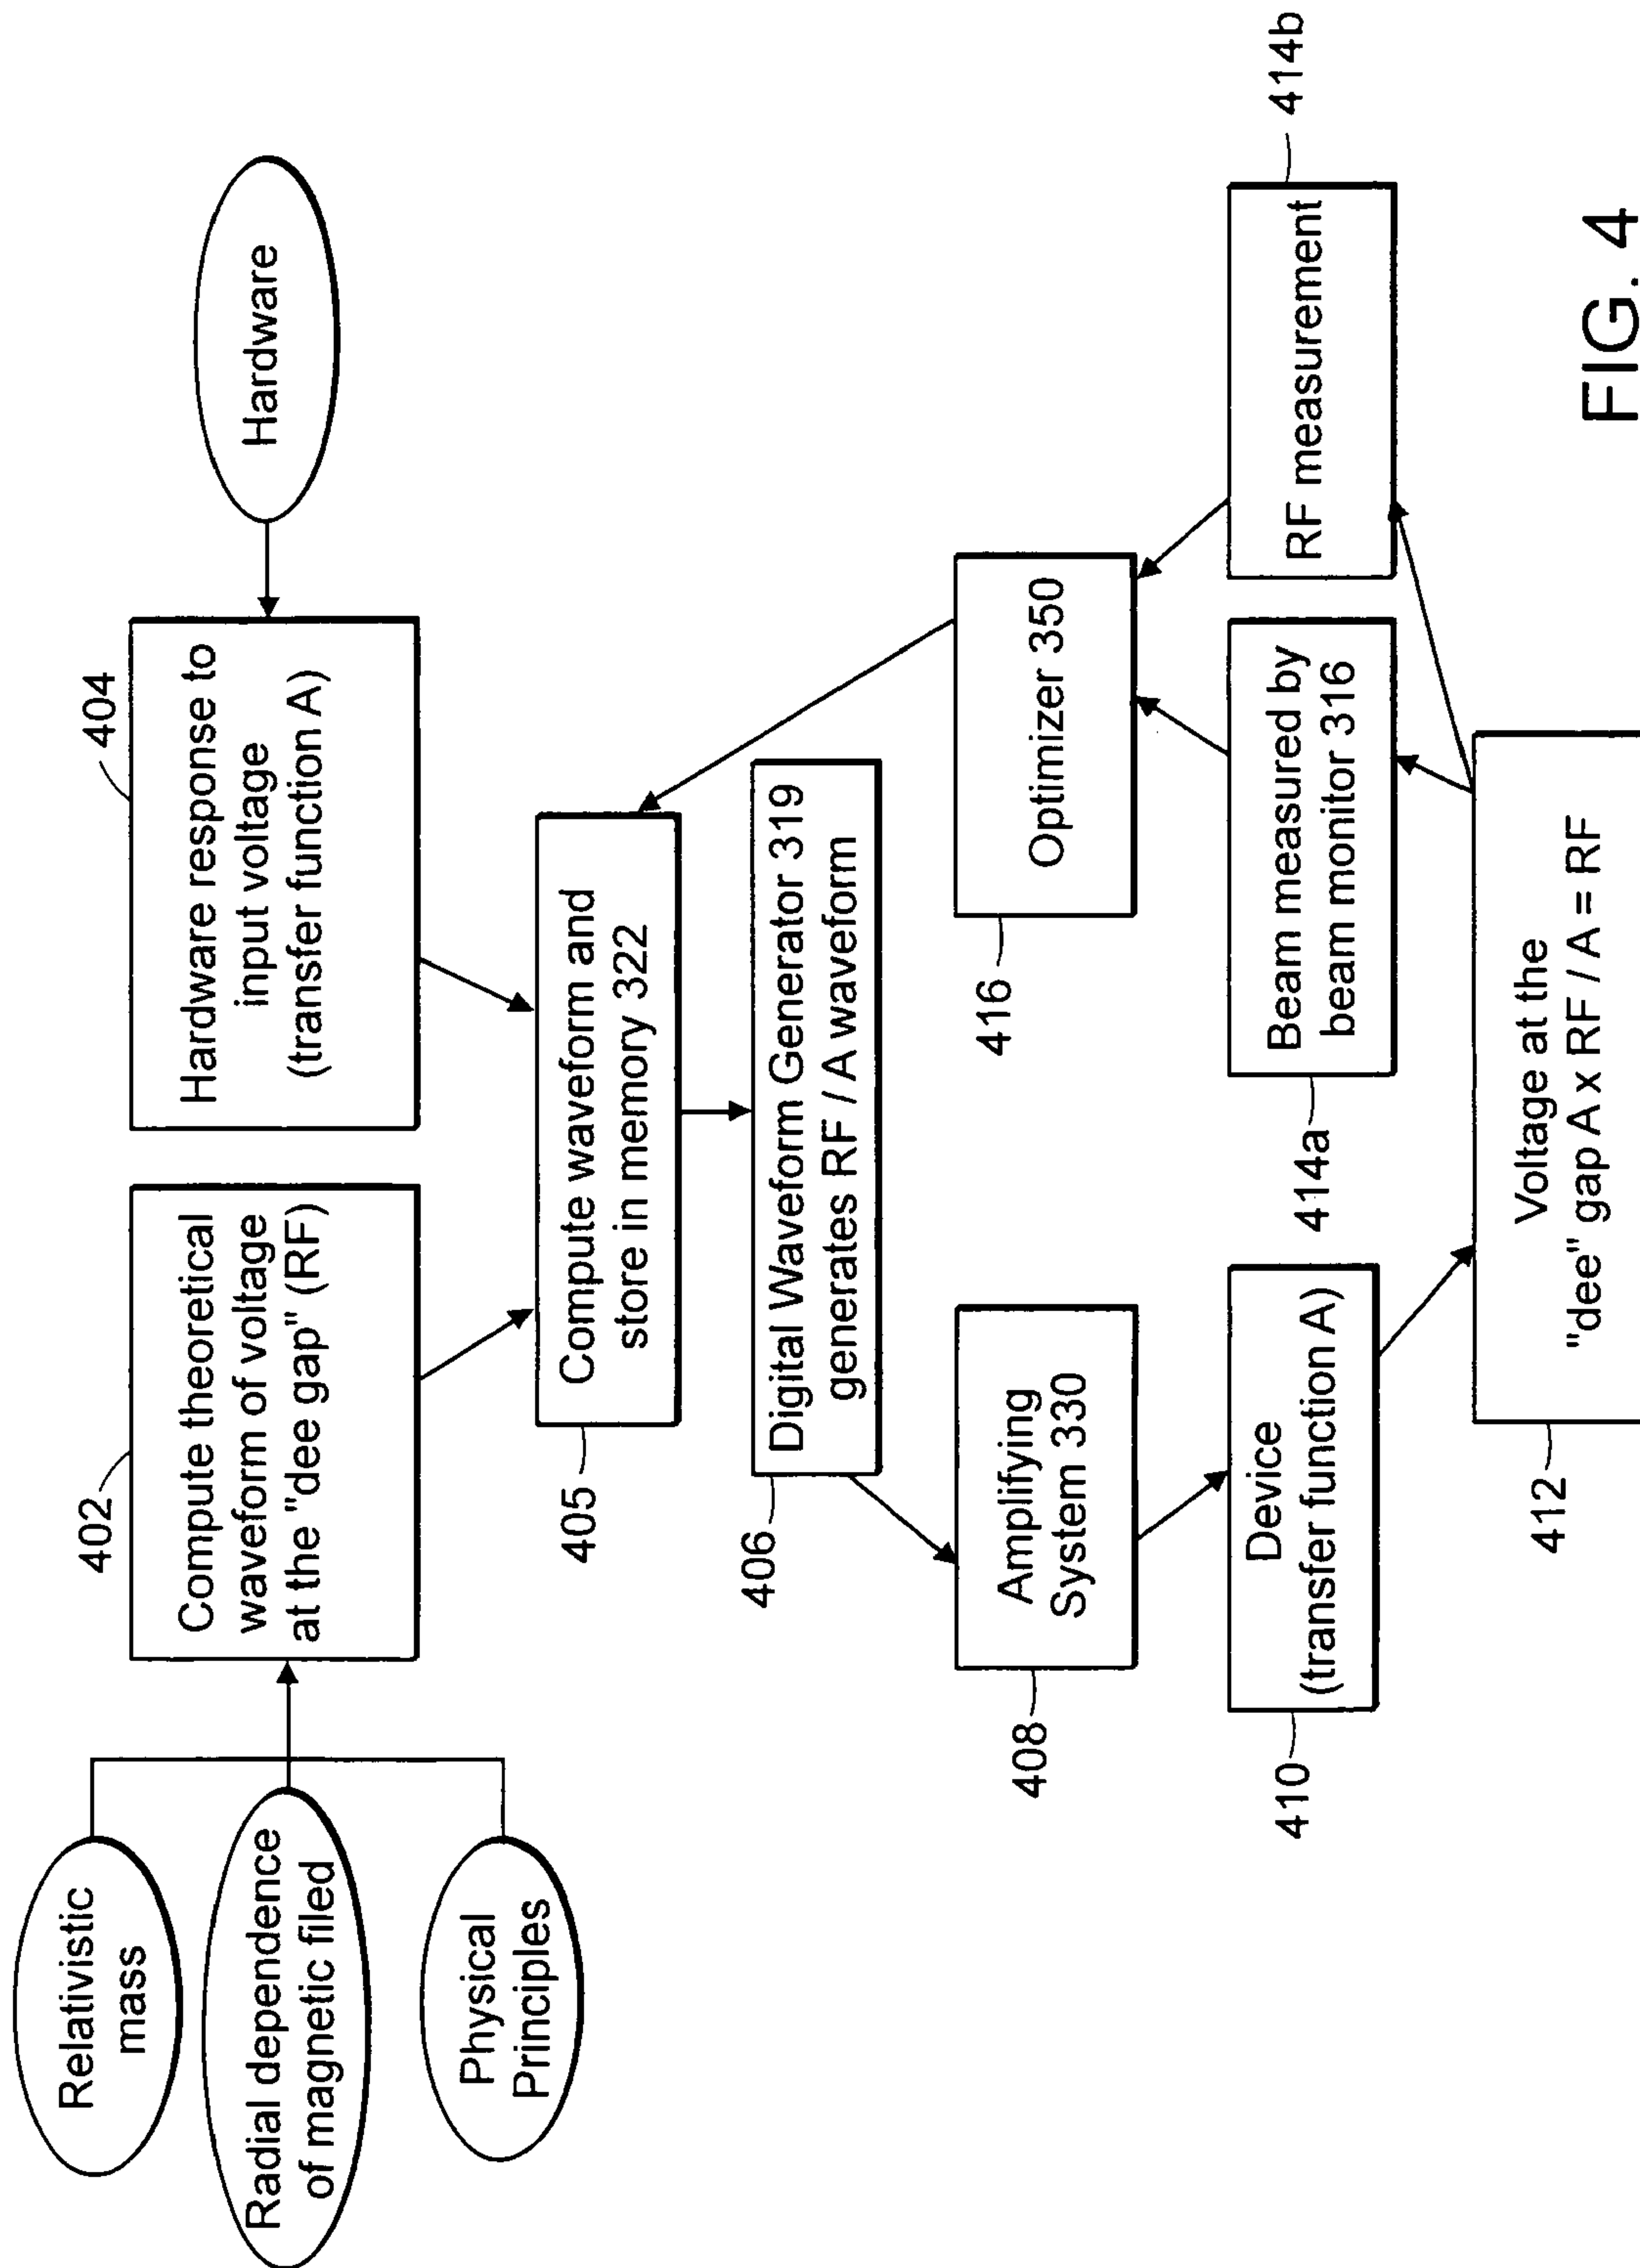 Relativistic
mass
Radial dependence
of magnetic filed
Physical
Principles
402
Compute theoretical
waveform of voltage
at the "dee gap" (RF)
404
Hardware response to
input voltage
(transfer function A)
Hardware
405
Compute waveform and
store in memory 322
406
Digital Waveform Generator 319
generates RF / A waveform
408
Amplifying
System 330
416
Optimizer 350
410
Device
(transfer function A)
414a
Beam measured by
beam monitor 316
RF measurement
414b
412
Voltage at the
"dee" gap A x RF / A = RF
FIG. 4